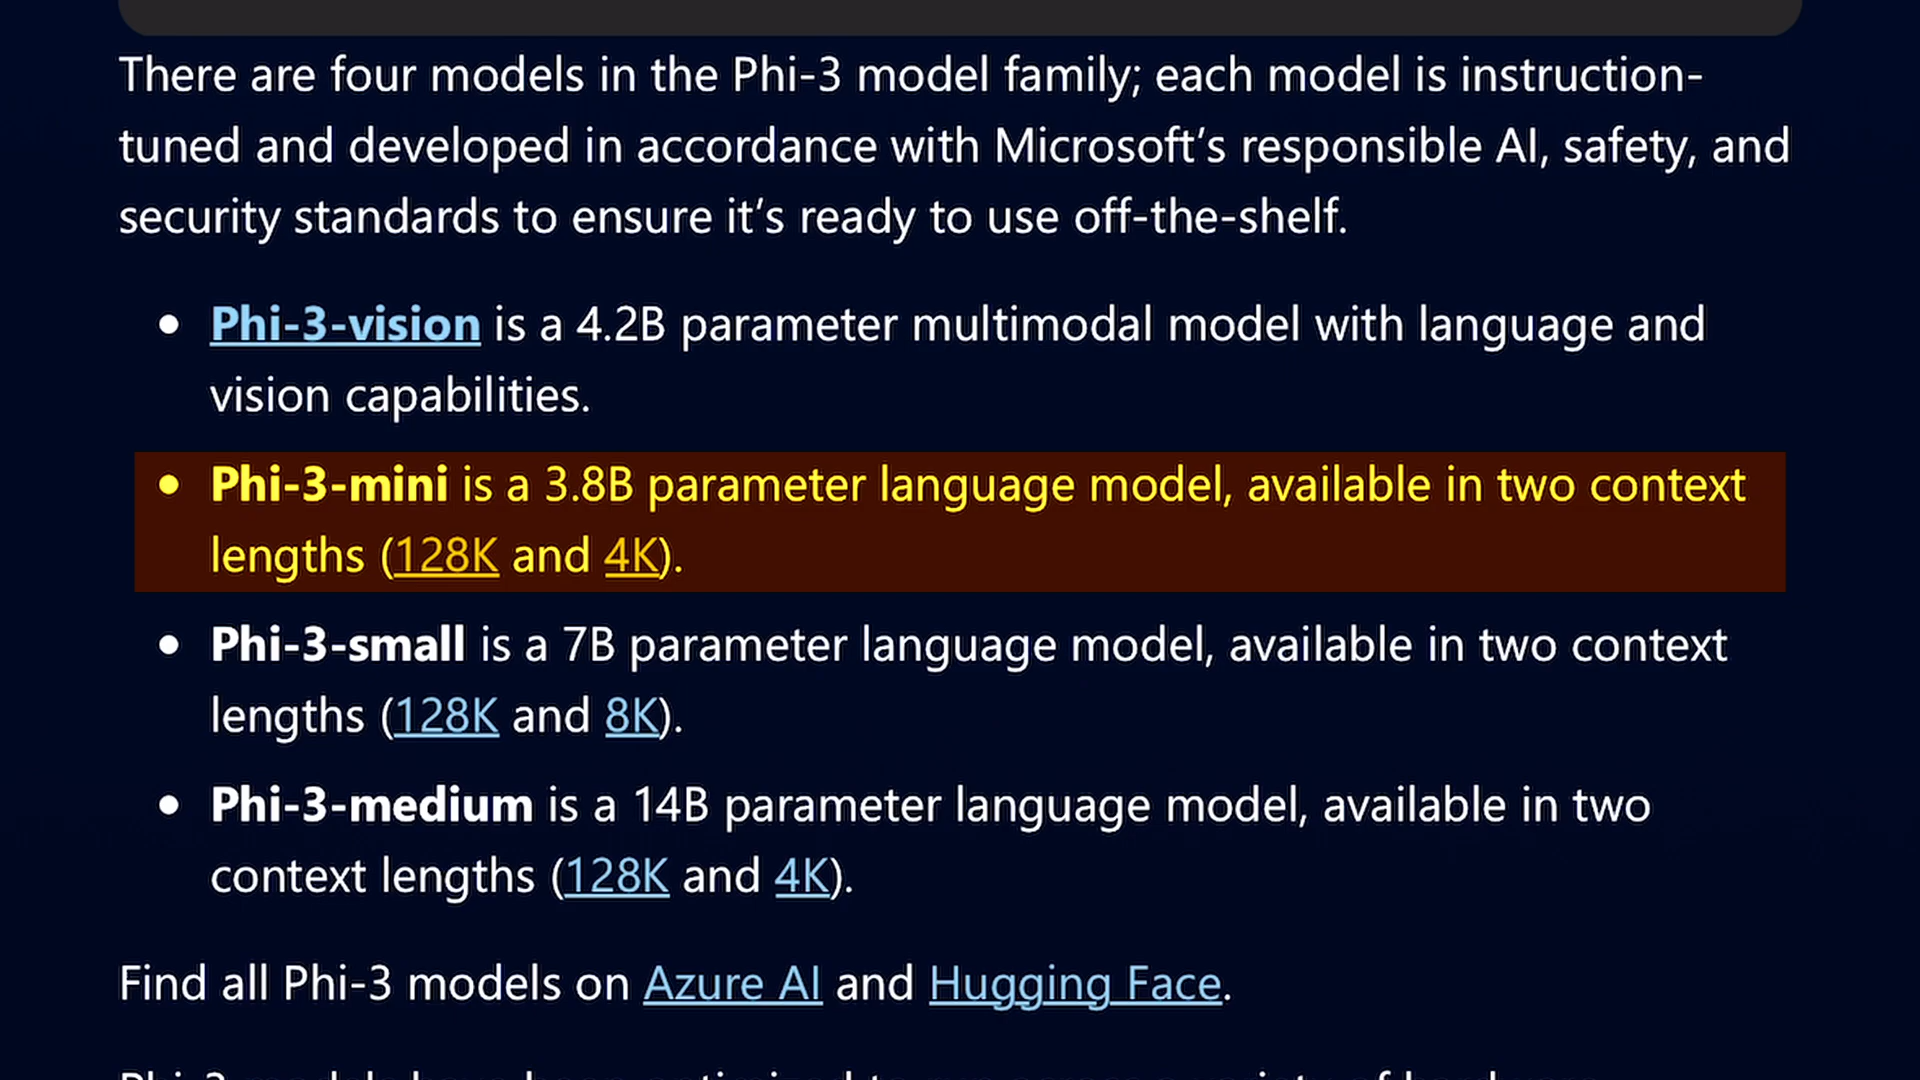 There are four models in the Phi-3 model family; each model is instruction-
tuned and developed in accordance with Microsoft’s responsible AI, safety, and
security standards to ensure it’s ready to use off-the-shelf.
• Phi-3-vision is a 4.2B parameter multimodal model with language and
vision capabilities.
• Phi-3-mini is a 3.8B parameter language model, available in two context
lengths (128K and 4K).
• Phi-3-small is a 7B parameter language model, available in two context
lengths (128K and 8K).
• Phi-3-medium is a 14B parameter language model, available in two
context lengths (128K and 4K).
Find all Phi-3 models on Azure AI and Hugging Face.